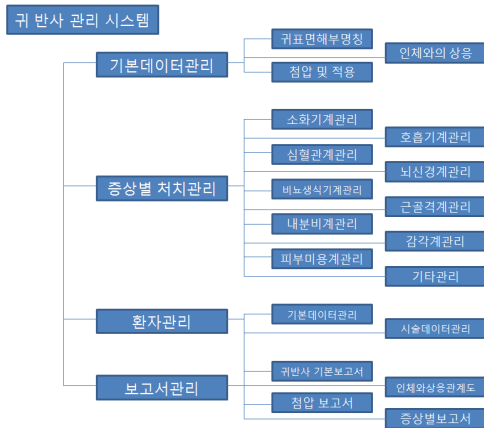 귀 반사 관리 시스템
기본데이터관리
귀표면해부명칭
인체와의 상응
첨압 및 적용
증상별 처치관리
소화기계관리
호흡기계관리
심혈관계관리
뇌신경계관리
비뇨생식기계관리
근골격계관리
내분비계관리
감각계관리
피부미용계관리
기타관리
환자관리
기본데이터관리
시술데이터관리
보고서관리
귀반사 기본보고서
인체와상응관계도
첨압 보고서
증상별보고서